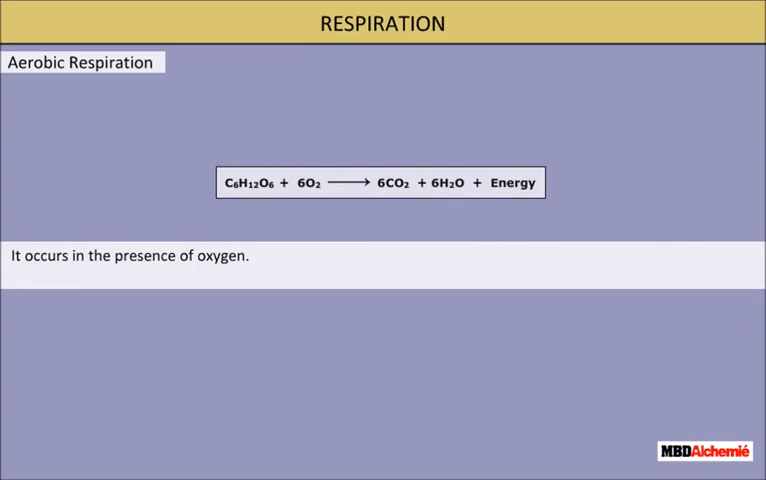 RESPIRATION
Aerobic Respiration
C₆H₁₂O₆ + 6O₂ ⟶ 6CO₂ + 6H₂O + Energy
It occurs in the presence of oxygen.
MBDAlchemié